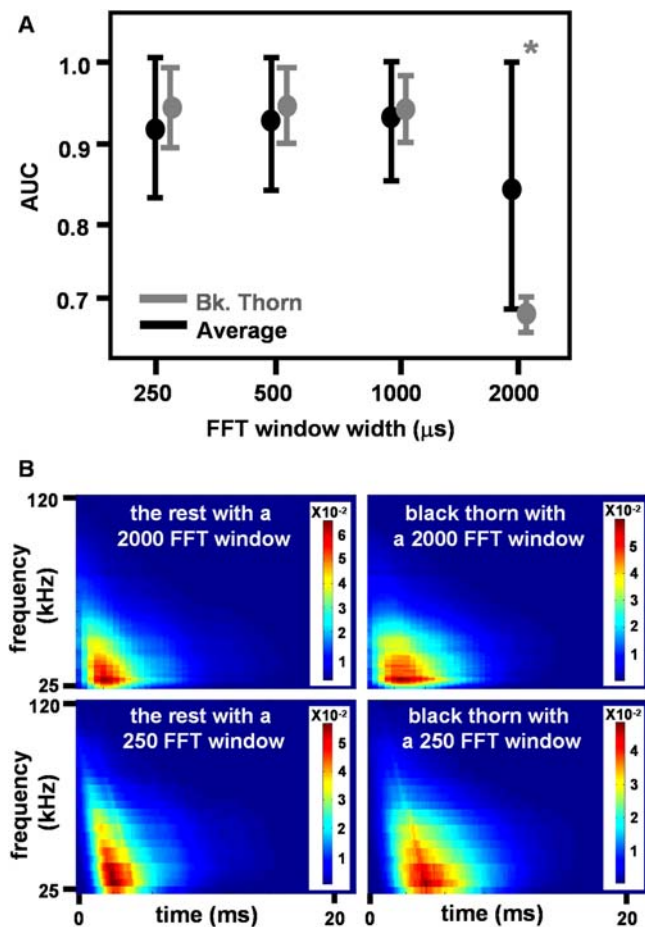 A
*
1.0
0.9
0.8
0.7
AUC
Bk. Thorn
Average
250 500 1000 2000
FFT window width (μs)
B
120
frequency
(kHz)
25
the rest with a
2000 FFT window
X10-2
6
5
4
3
2
1
black thorn with
a 2000 FFT window
X10-2
5
4
3
2
1
120
frequency
(kHz)
25
the rest with a
250 FFT window
X10-2
5
4
3
2
1
black thorn with
a 250 FFT window
X10-2
4
3
2
1
0 time (ms) 20
0 time (ms) 20